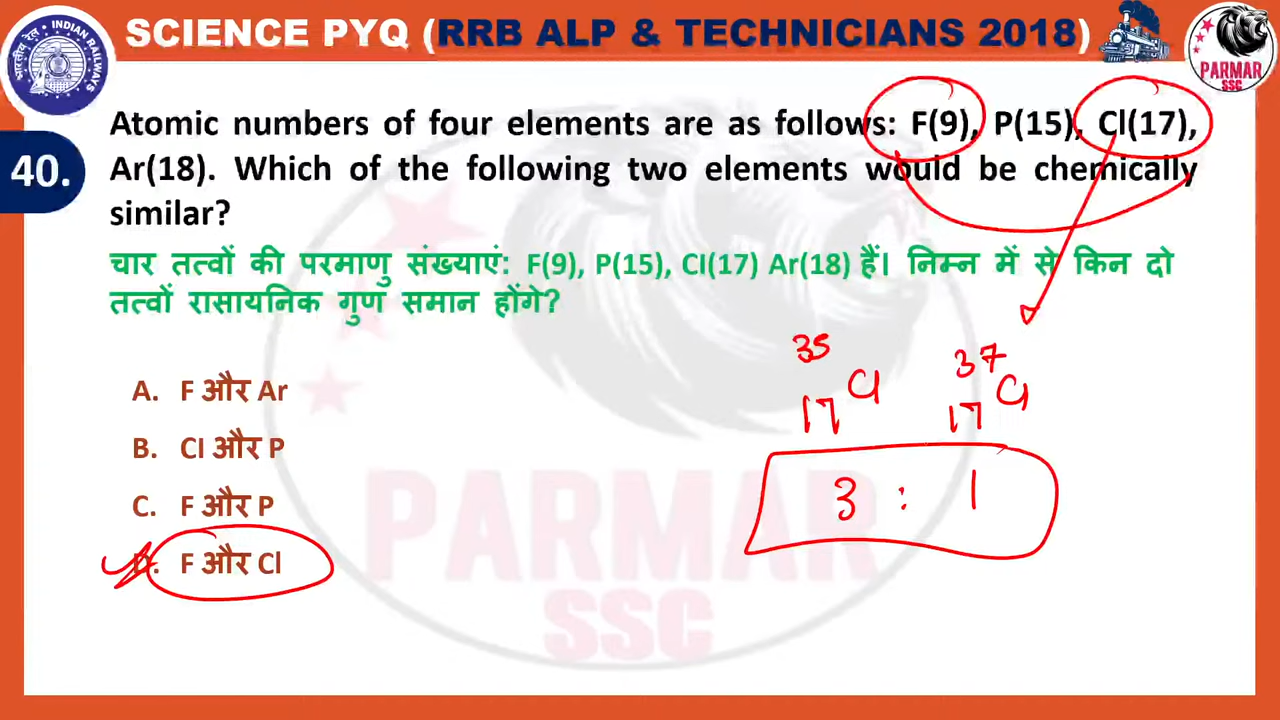 SCIENCE PYQ (RRB ALP & TECHNICIANS 2018)
INDIAN RAILWAYS
भारतीय रेल
PARMAR
SSC
40.
Atomic numbers of four elements are as follows: F(9), P(15), Cl(17),
Ar(18). Which of the following two elements would be chemically
similar?
चार तत्वों की परमाणु संख्याएं: F(9), P(15), Cl(17) Ar(18) हैं। निम्न में से किन दो
तत्वों रासायनिक गुण समान होंगे?
A. F और Ar
B. Cl और P
C. F और P
D. F और Cl
35 37
17 Cl 17 Cl
3 : 1
PARMAR
SSC